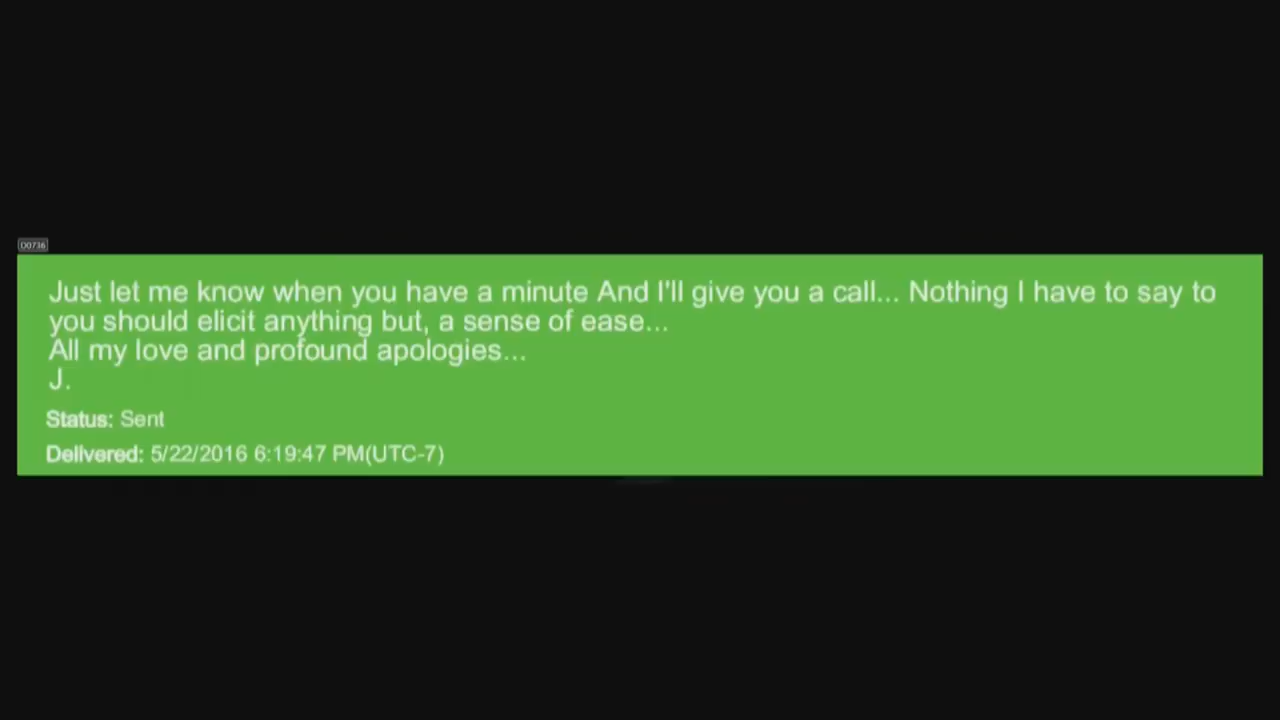 D0736
Just let me know when you have a minute And I'll give you a call... Nothing I have to say to
you should elicit anything but, a sense of ease...
All my love and profound apologies...
J.
Status: Sent
Delivered: 5/22/2016 6:19:47 PM(UTC-7)